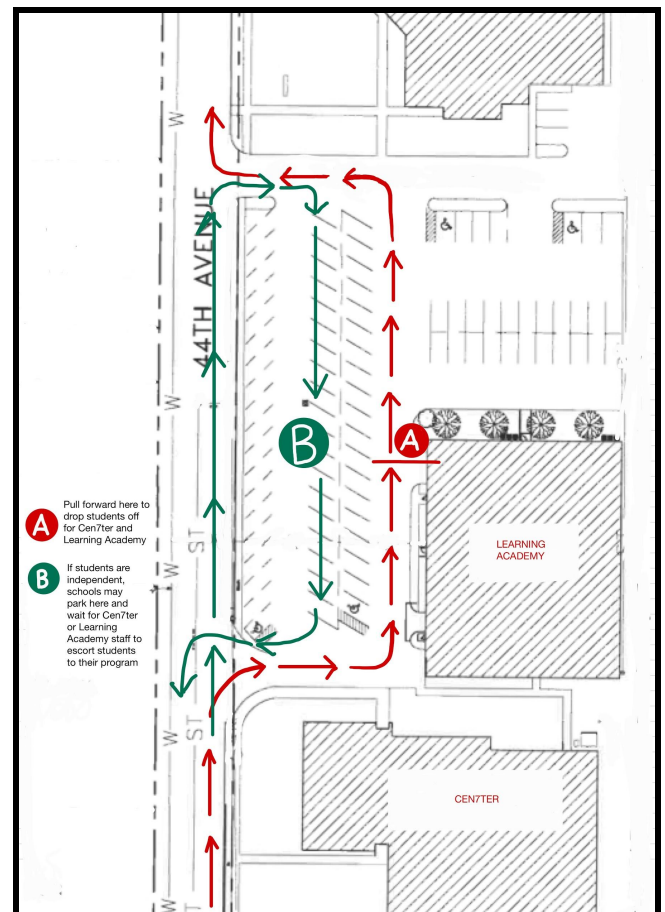 W
44TH AVENUE
W
B
A
A
Pull forward here to
drop students off
for Cen7ter and
Learning Academy
ST
LEARNING
ACADEMY
B
If students are
independent,
schools may
park here and
wait for Cen7ter
or Learning
Academy staff to
escort students
to their program
W
ST
W
CEN7TER
W
ST